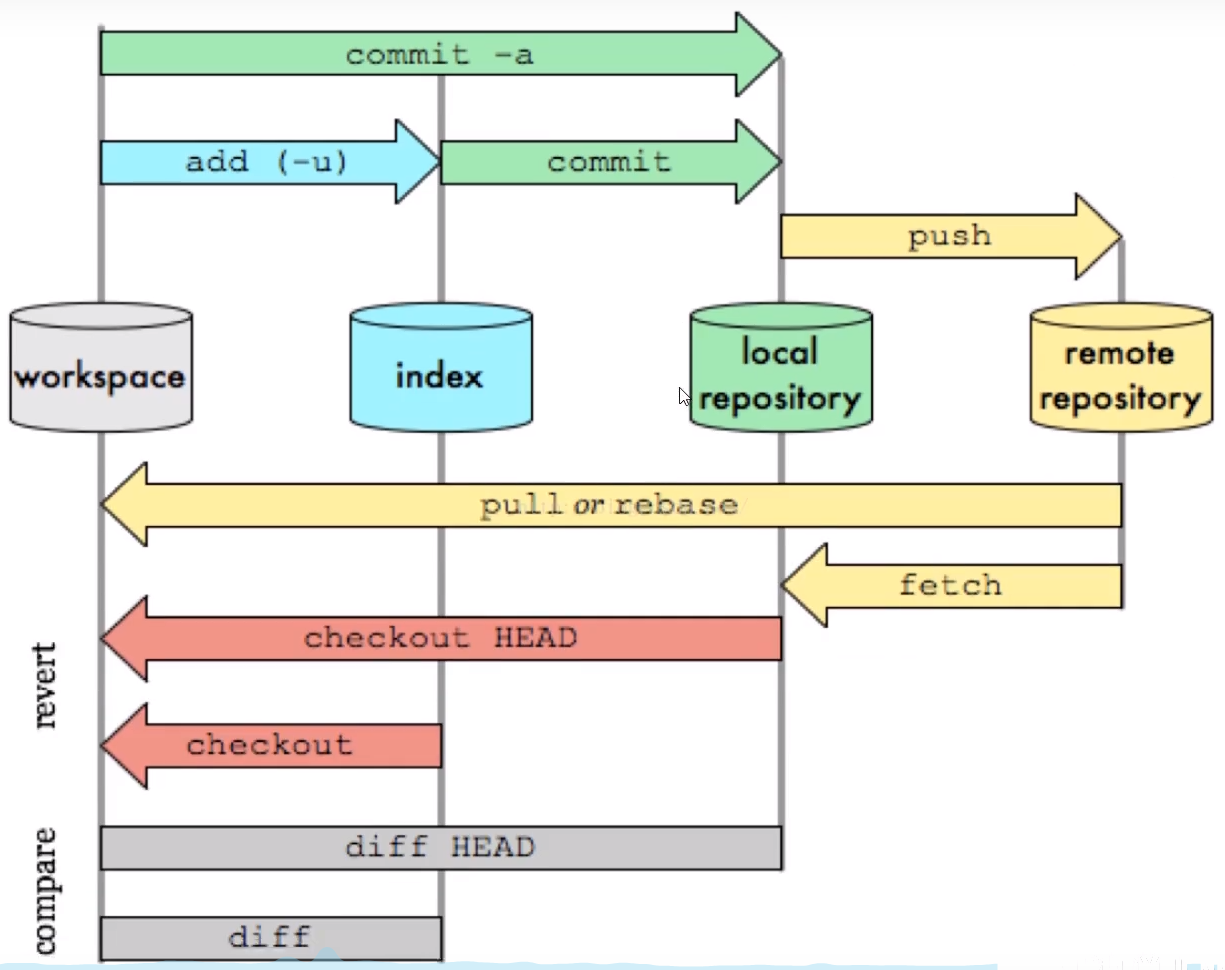 commit -a
add (-u)
commit
push
workspace
index
local
repository
remote
repository
pull or rebase
fetch
revert
checkout HEAD
checkout
compare
diff HEAD
diff